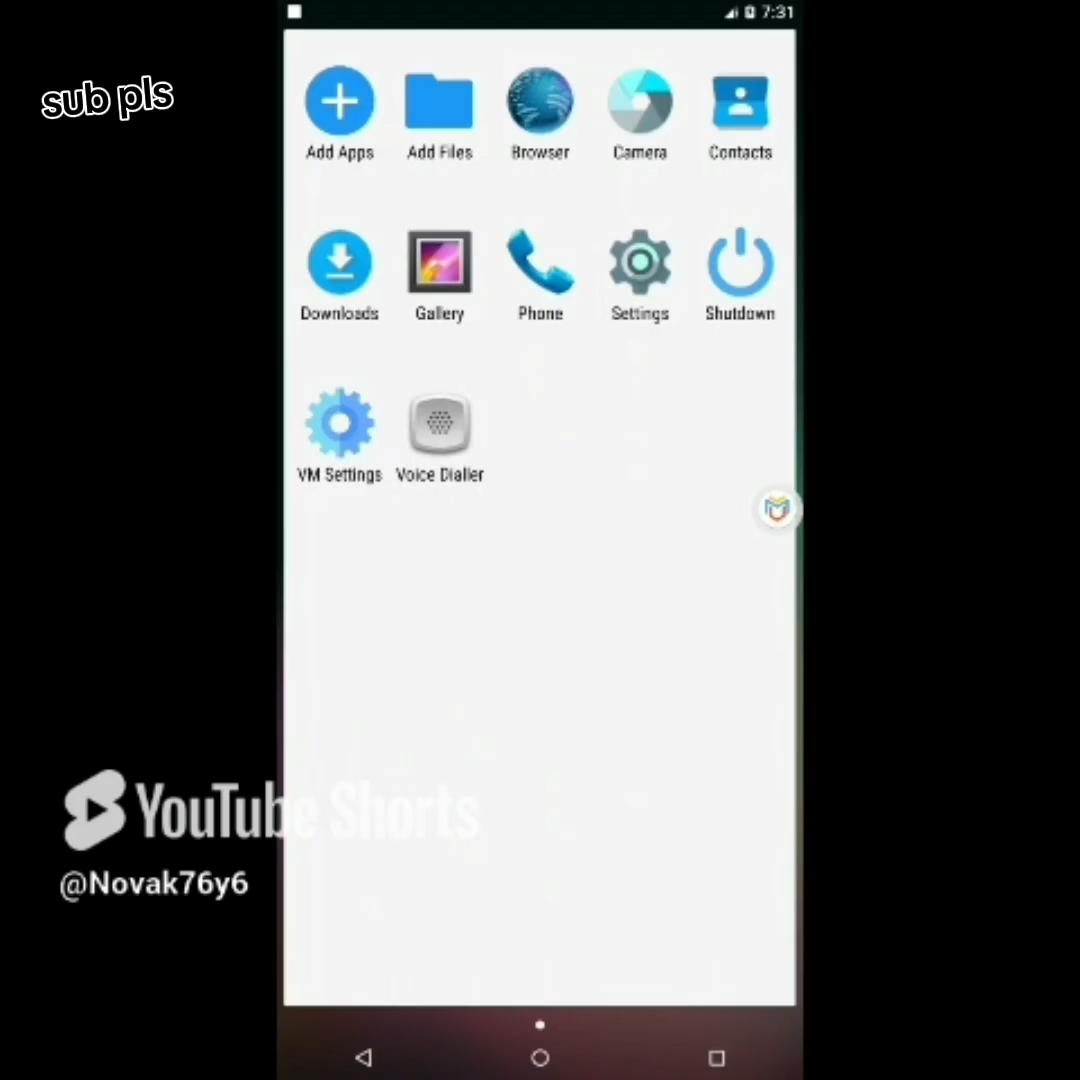 7:31
sub pls
Add Apps Add Files Browser Camera Contacts
Downloads Gallery Phone Settings Shutdown
VM Settings Voice Dialler
YouTube Shorts
@Novak76y6